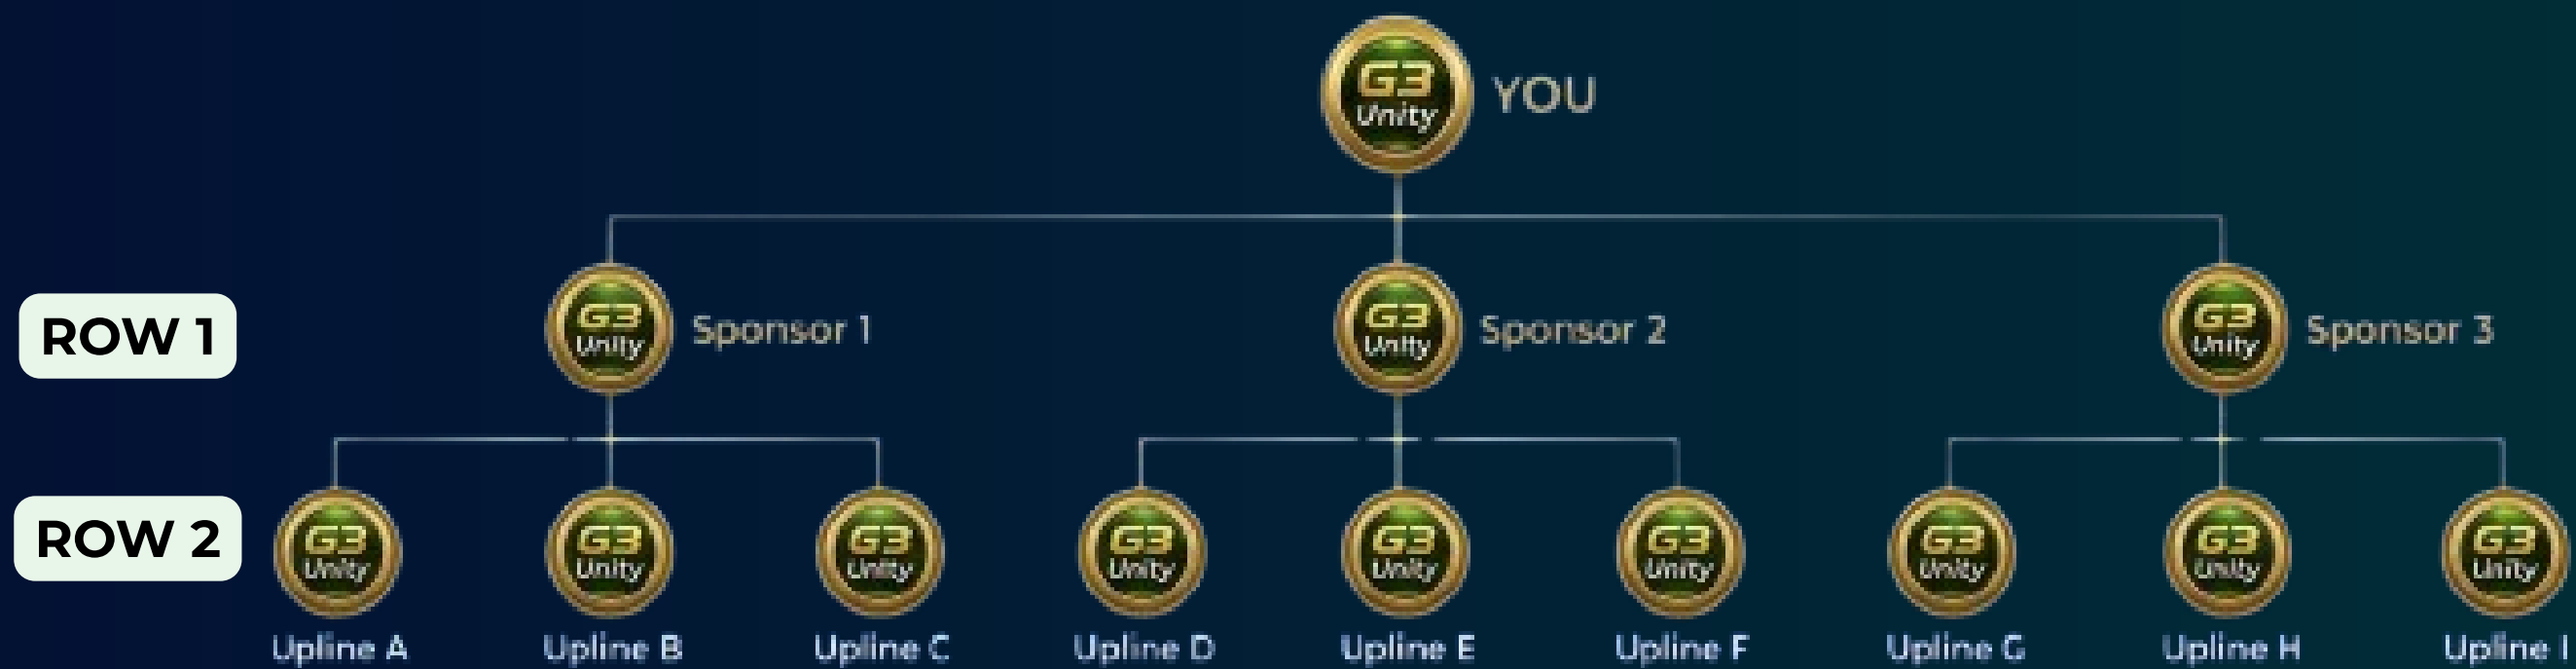 G3
Unity
YOU
ROW 1
G3
Unity
Sponsor 1
G3
Unity
Sponsor 2
G3
Unity
Sponsor 3
ROW 2
G3
Unity
G3
Unity
G3
Unity
G3
Unity
G3
Unity
G3
Unity
G3
Unity
G3
Unity
G3
Unity
Upline A
Upline B
Upline C
Upline D
Upline E
Upline F
Upline G
Upline H
Upline I